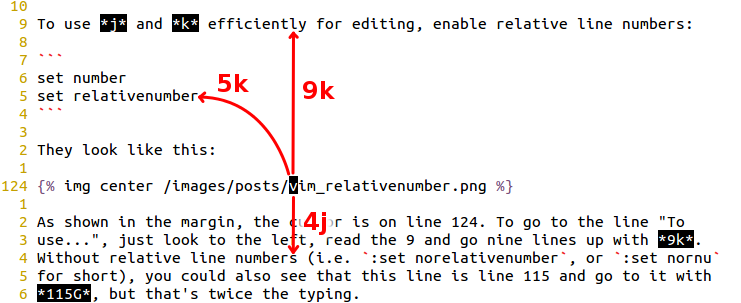 10
9 To use *j* and *k* efficiently for editing, enable relative line numbers:
8
7 ```
6 set number
5 set relativenumber
4 ```
3
2 They look like this:
1
124 {% img center /images/posts/vim_relativenumber.png %}
1
2 As shown in the margin, the cursor is on line 124. To go to the line "To
3 use...", just look to the left, read the 9 and go nine lines up with *9k*.
4 Without relative line numbers (i.e. `:set norelativenumber`, or `:set nornu`
5 for short), you could also see that this line is line 115 and go to it with
6 *115G*, but that's twice the typing.
5k
9k
4j